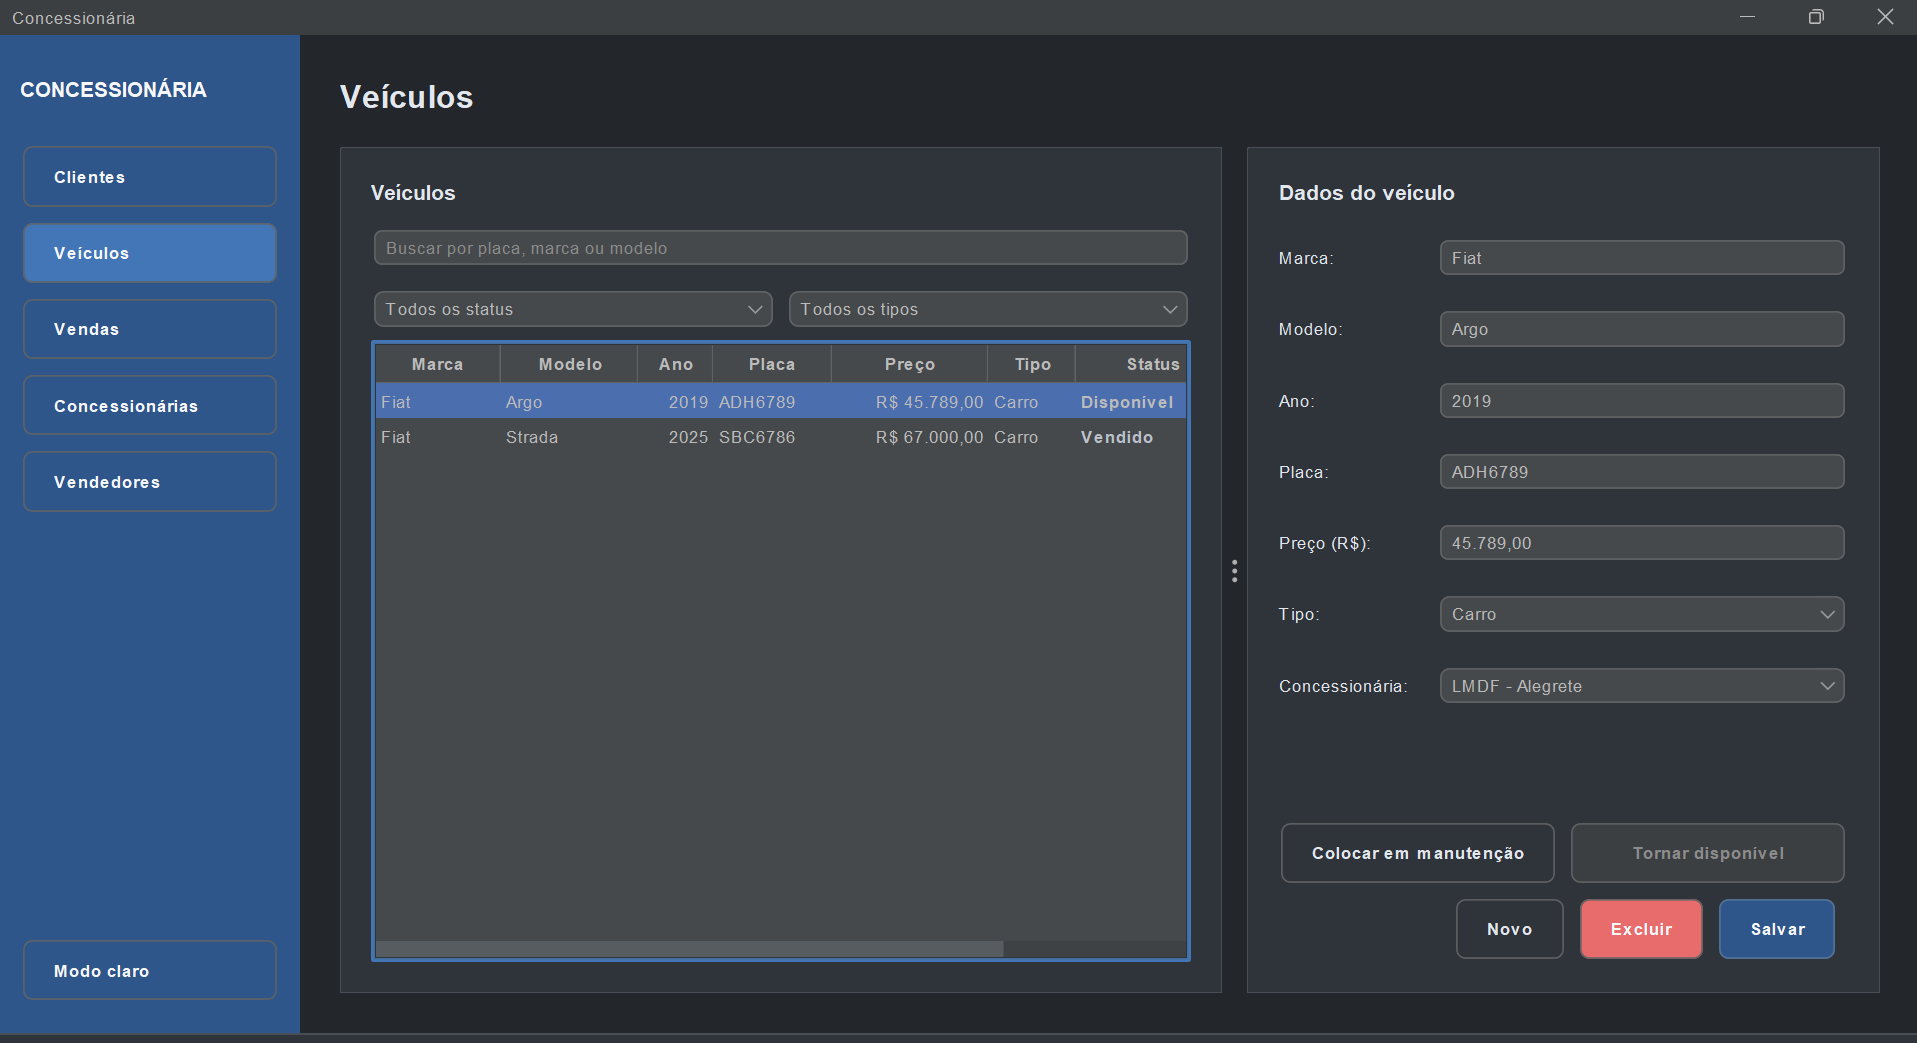 Concessionária
CONCESSIONÁRIA
Clientes
Veículos
Vendas
Concessionárias
Vendedores
Modo claro
Veículos
Veículos
Buscar por placa, marca ou modelo
Todos os status Todos os tipos
Marca Modelo Ano Placa Preço Tipo Status
Fiat Argo 2019 ADH6789 R$ 45.789,00 Carro Disponível
Fiat Strada 2025 SBC6786 R$ 67.000,00 Carro Vendido
Dados do veículo
Marca: Fiat
Modelo: Argo
Ano: 2019
Placa: ADH6789
Preço (R$): 45.789,00
Tipo: Carro
Concessionária: LMDF - Alegrete
Colocar em manutenção Tornar disponível
Novo Excluir Salvar